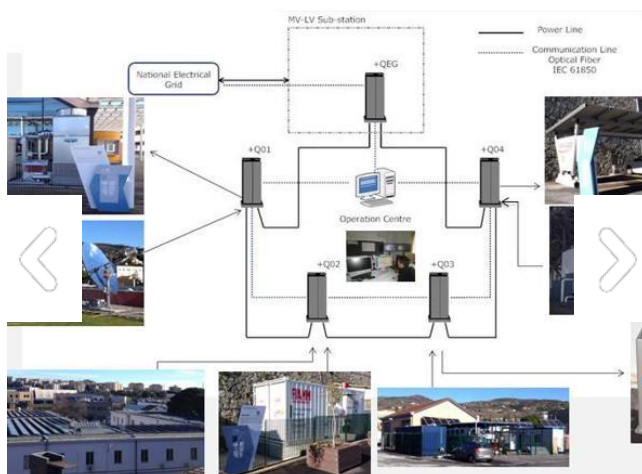 MV-LV Sub-station
+QEG
Power Line
Communication Line
Optical Fiber
IEC 61850
National Electrical
Grid
+Q01
+Q04
Operation Centre
+Q02
+Q03